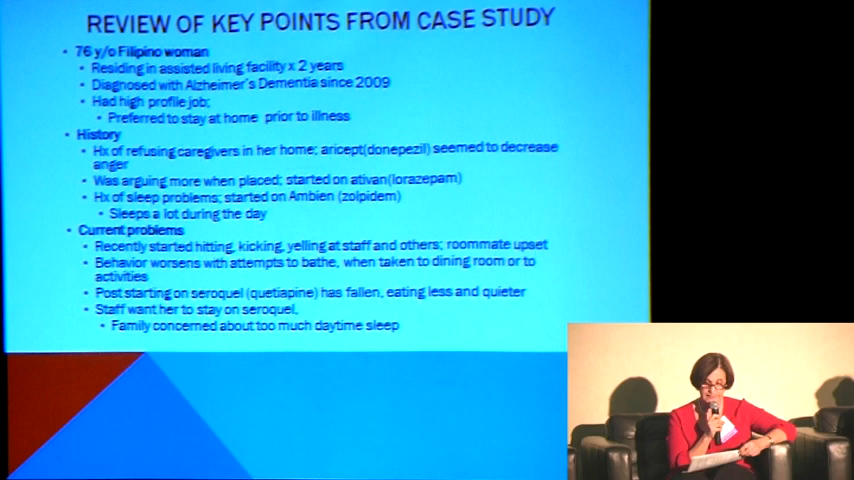 REVIEW OF KEY POINTS FROM CASE STUDY
• 76 y/o Filipino woman
• Residing in assisted living facility x 2 years
• Diagnosed with Alzheimer's Dementia since 2009
• Had high profile job;
• Preferred to stay at home prior to illness
• History
• Hx of refusing caregivers in her home; aricept(donepezil) seemed to decrease
anger
• Was arguing more when placed; started on ativan(lorazepam)
• Hx of sleep problems; started on Ambien (zolpidem)
• Sleeps a lot during the day
• Current problems
• Recently started hitting, kicking, yelling at staff and others; roommate upset
• Behavior worsens with attempts to bathe, when taken to dining room or to
activities
• Post starting on seroquel (quetiapine) has fallen, eating less and quieter
• Staff want her to stay on seroquel,
• Family concerned about too much daytime sleep